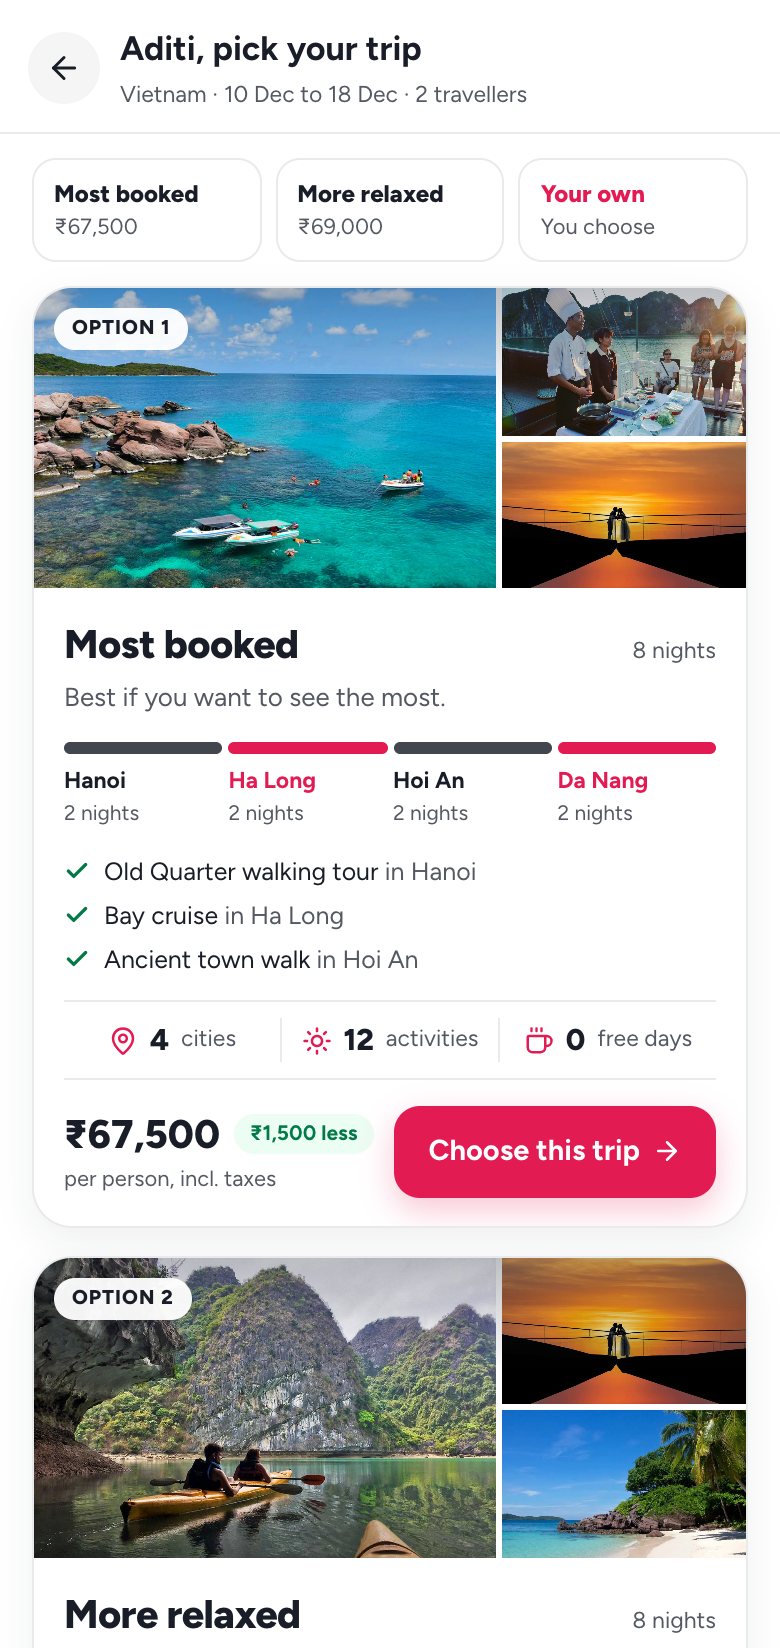 Aditi, pick your trip
Vietnam · 10 Dec to 18 Dec · 2 travellers
Most booked
₹67,500
More relaxed
₹69,000
Your own
You choose
OPTION 1
Most booked
8 nights
Best if you want to see the most.
Hanoi
2 nights
Ha Long
2 nights
Hoi An
2 nights
Da Nang
2 nights
Old Quarter walking tour in Hanoi
Bay cruise in Ha Long
Ancient town walk in Hoi An
4 cities
12 activities
0 free days
₹67,500
₹1,500 less
per person, incl. taxes
Choose this trip →
OPTION 2
More relaxed
8 nights